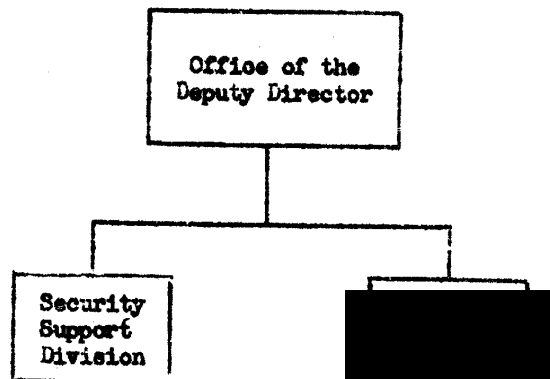 Office of the
Deputy Director
Security
Support
Division